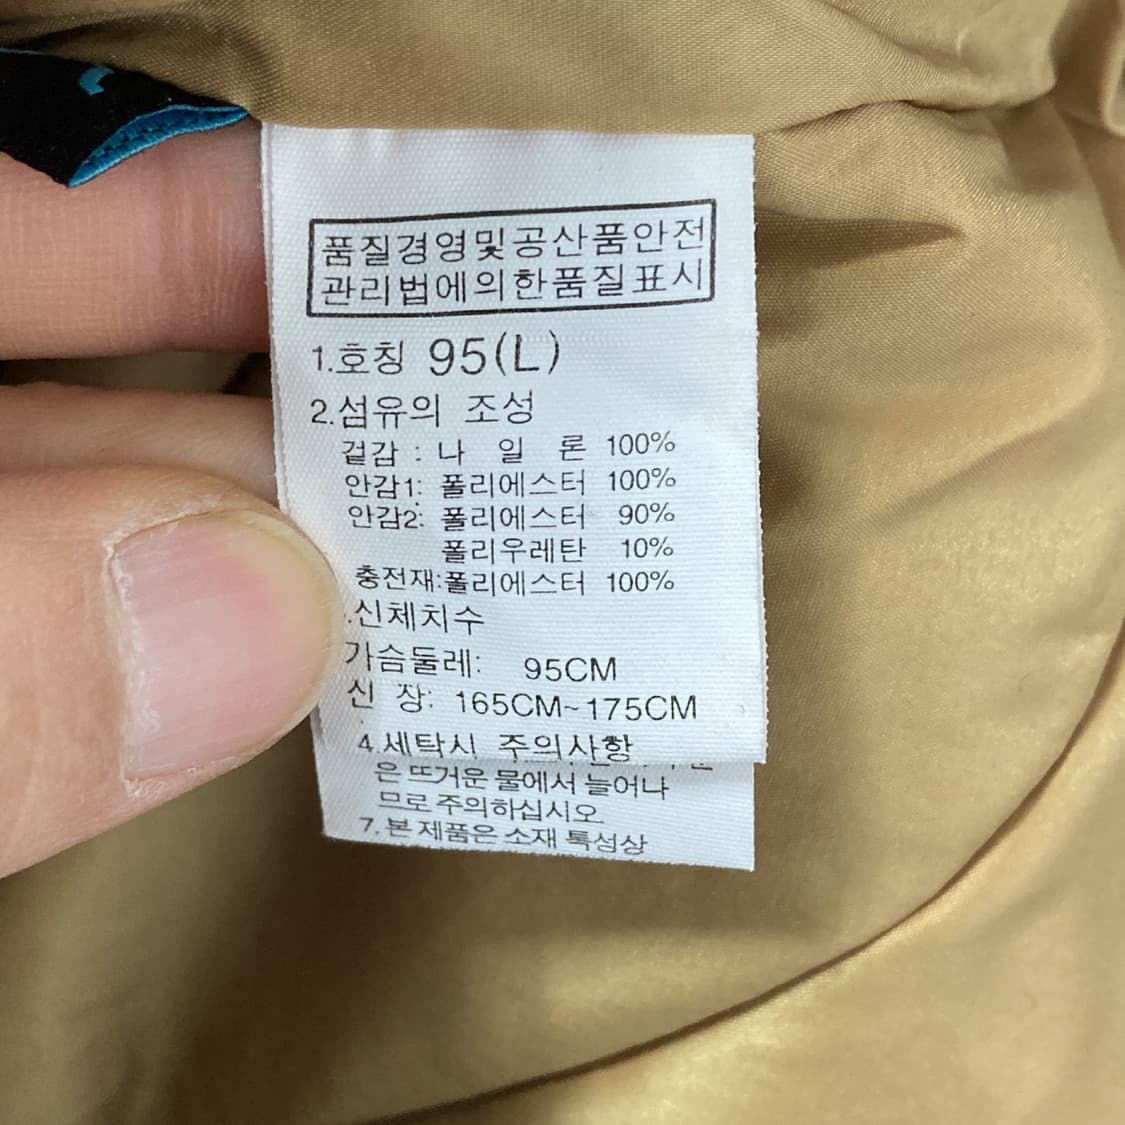 품질경영및공산품안전
관리법에의한품질표시
1.호칭 95(L)
2.섬유의 조성
겉감 : 나 일 론 100%
안감1: 폴리에스터 100%
안감2: 폴리에스터 90%
폴리우레탄 10%
충전재:폴리에스터 100%
.신체치수
가슴둘레: 95CM
신 장: 165CM~175CM
4.세탁시 주의사항
은 뜨거운 물에서 늘어나
므로 주의하십시오.
7.본 제품은 소재 특성상